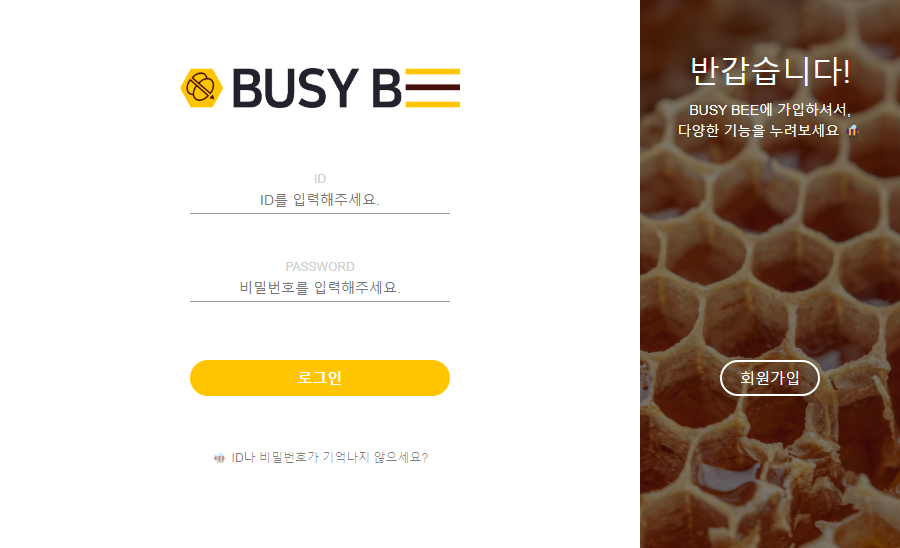 BUSY BEE
ID
ID를 입력해주세요.
PASSWORD
비밀번호를 입력해주세요.
로그인
ID나 비밀번호가 기억나지 않으세요?
반갑습니다!
BUSY BEE에 가입하셔서,
다양한 기능을 누려보세요
회원가입